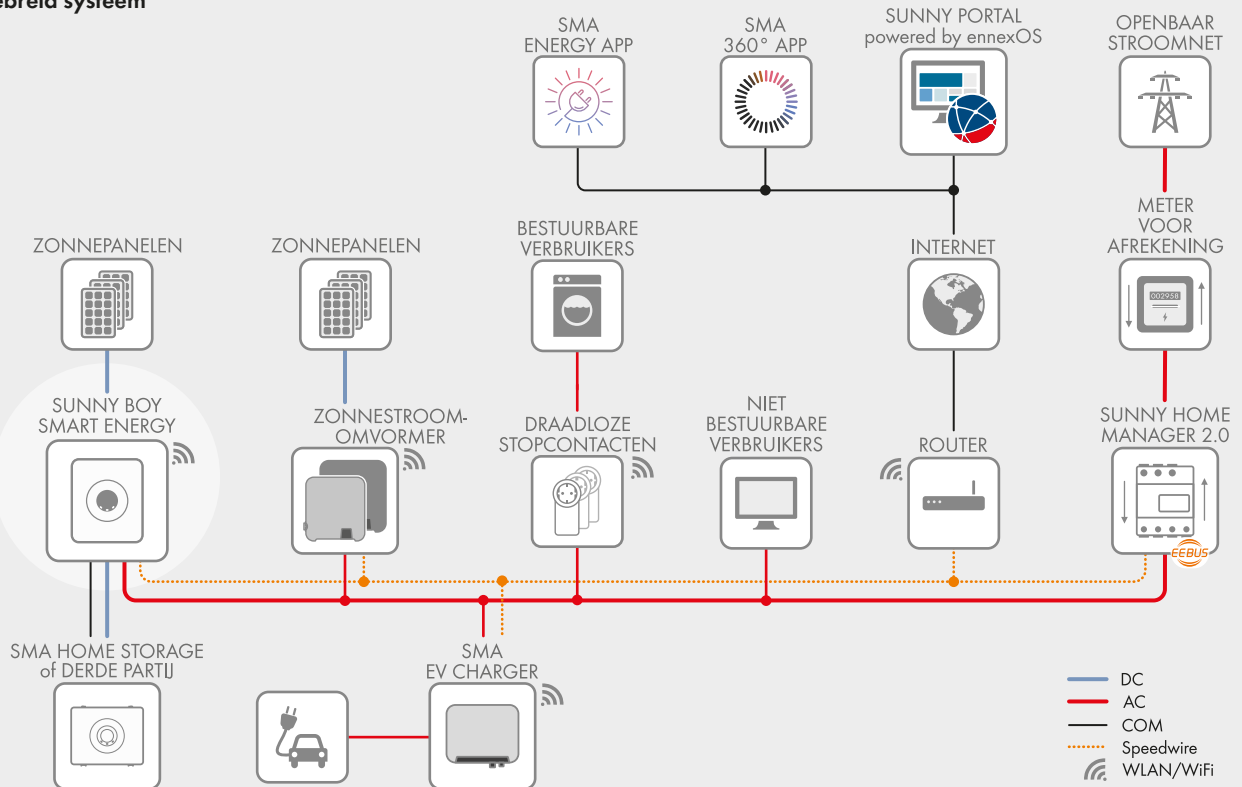 systeem
SMA
ENERGY APP
SMA
360° APP
SUNNY PORTAL
powered by ennexOS
OPENBAAR
STROOMNET
METER
VOOR
AFREKENING
ZONNEPANELEN
ZONNEPANELEN
BESTUURBARE
VERBRUIKERS
INTERNET
002958
SUNNY BOY
SMART ENERGY
ZONNESTROOM-
OMVORMER
DRAADLOZE
STOPCONTACTEN
NIET
BESTUURBARE
VERBRUIKERS
ROUTER
SUNNY HOME
MANAGER 2.0
EEBUS
SMA HOME STORAGE
of DERDE PARTIJ
SMA
EV CHARGER
DC
AC
COM
Speedwire
WLAN/WiFi